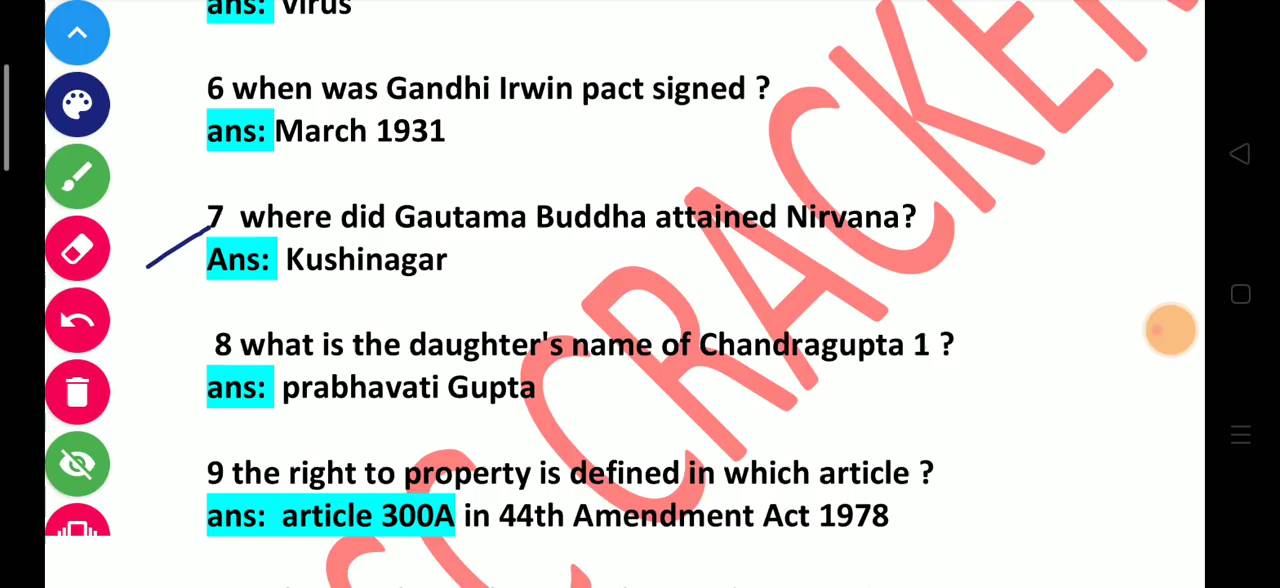 ans: virus
6 when was Gandhi Irwin pact signed ?
ans: March 1931
7 where did Gautama Buddha attained Nirvana?
Ans: Kushinagar
8 what is the daughter's name of Chandragupta 1 ?
ans: prabhavati Gupta
9 the right to property is defined in which article ?
ans: article 300A in 44th Amendment Act 1978
SC CRACKER